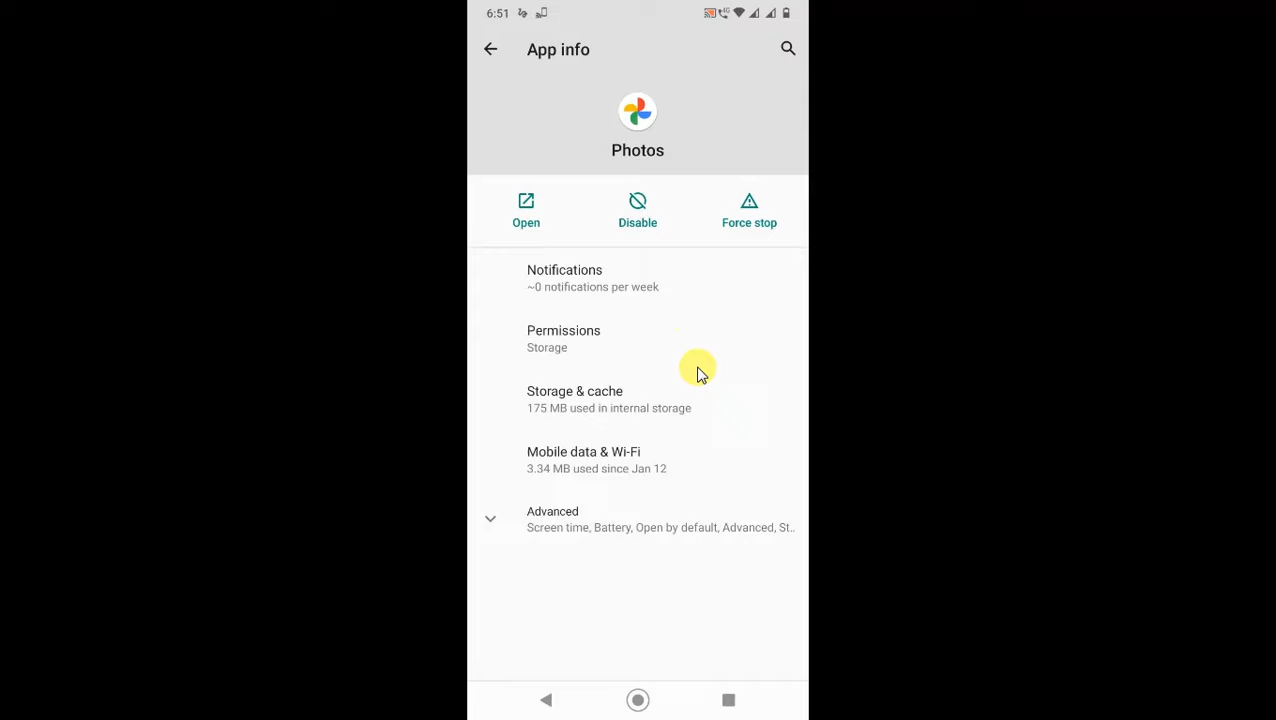 6:51 4G
App info
Photos
Open Disable Force stop
Notifications
~0 notifications per week
Permissions
Storage
Storage & cache
175 MB used in internal storage
Mobile data & Wi-Fi
3.34 MB used since Jan 12
Advanced
Screen time, Battery, Open by default, Advanced, St..